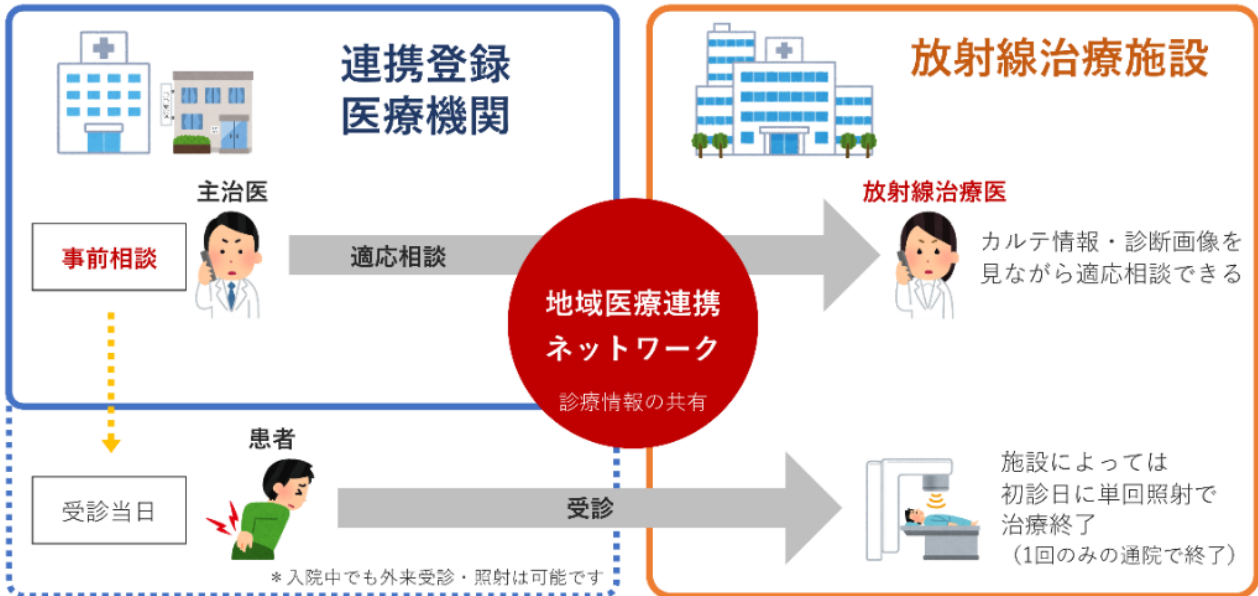 連携登録
医療機関
放射線治療施設
主治医
放射線治療医
事前相談
適応相談
カルテ情報・診断画像を
見ながら適応相談できる
地域医療連携
ネットワーク
診療情報の共有
患者
受診当日
受診
施設によっては
初診日に単回照射で
治療終了
（1回のみの通院で終了）
＊入院中でも外来受診・照射は可能です